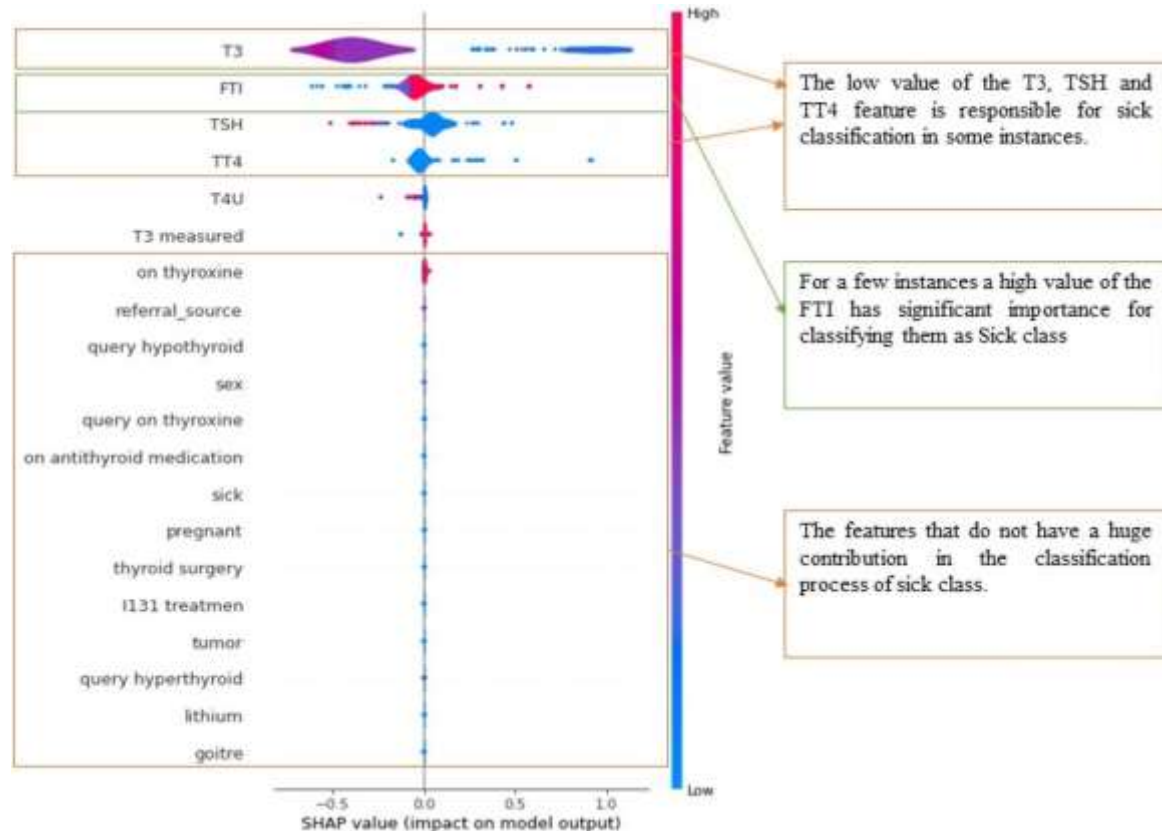 High
T3
FTI
TSH
TT4
T4U
T3 measured
on thyroxine
referral_source
query hypothyroid
sex
query on thyroxine
on antithyroid medication
sick
pregnant
thyroid surgery
I131 treatmen
tumor
query hyperthyroid
lithium
goitre
Low
−0.5 0.0 0.5 1.0
SHAP value (impact on model output)
Feature value
The low value of the T3, TSH and
TT4 feature is responsible for sick
classification in some instances.
For a few instances a high value of the
FTI has significant importance for
classifying them as Sick class
The features that do not have a huge
contribution in the classification
process of sick class.